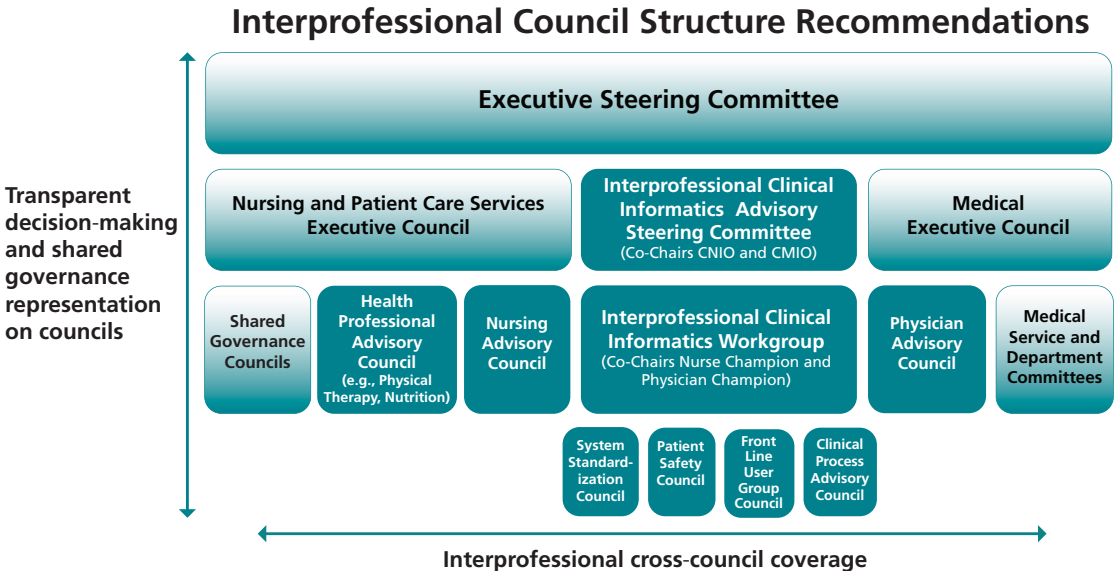 Interprofessional Council Structure Recommendations
Executive Steering Committee
Transparent
decision-making
and shared
governance
representation
on councils
Nursing and Patient Care Services
Executive Council
Interprofessional Clinical
Informatics Advisory
Steering Committee
(Co-Chairs CNIO and CMIO)
Medical
Executive Council
Shared
Governance
Councils
Health
Professional
Advisory
Council
(e.g., Physical
Therapy, Nutrition)
Nursing
Advisory
Council
Interprofessional Clinical
Informatics Workgroup
(Co-Chairs Nurse Champion and
Physician Champion)
Physician
Advisory
Council
Medical
Service and
Department
Committees
System
Standard-
ization
Council
Patient
Safety
Council
Front
Line
User
Group
Council
Clinical
Process
Advisory
Council
Interprofessional cross-council coverage